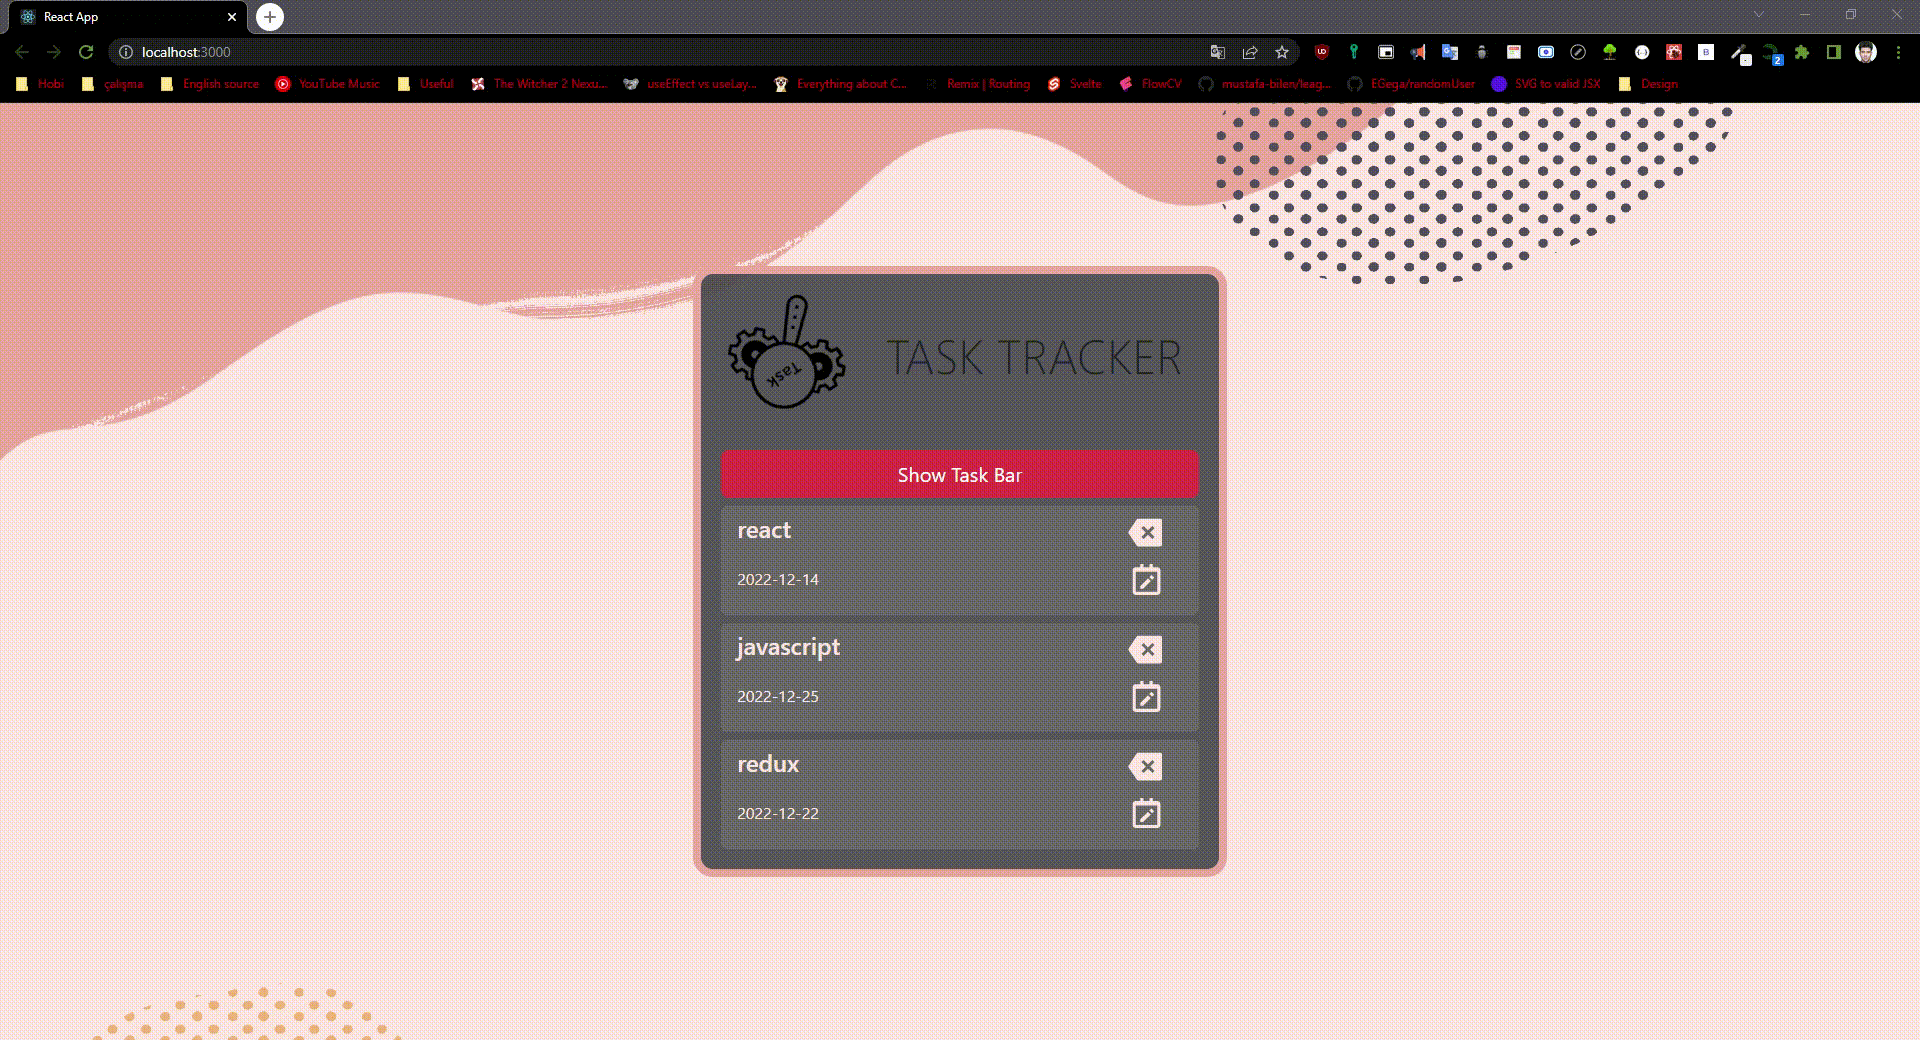 React App
localhost:3000
Hobi çalışma English source YouTube Music Useful The Witcher 2 Nexu... useEffect vs useLay... Everything about C... Remix | Routing Svelte FlowCV mustafa-bilen/leag... EGega/randomUser SVG to valid JSX Design
Task
TASK TRACKER
Show Task Bar
react
2022-12-14
javascript
2022-12-25
redux
2022-12-22